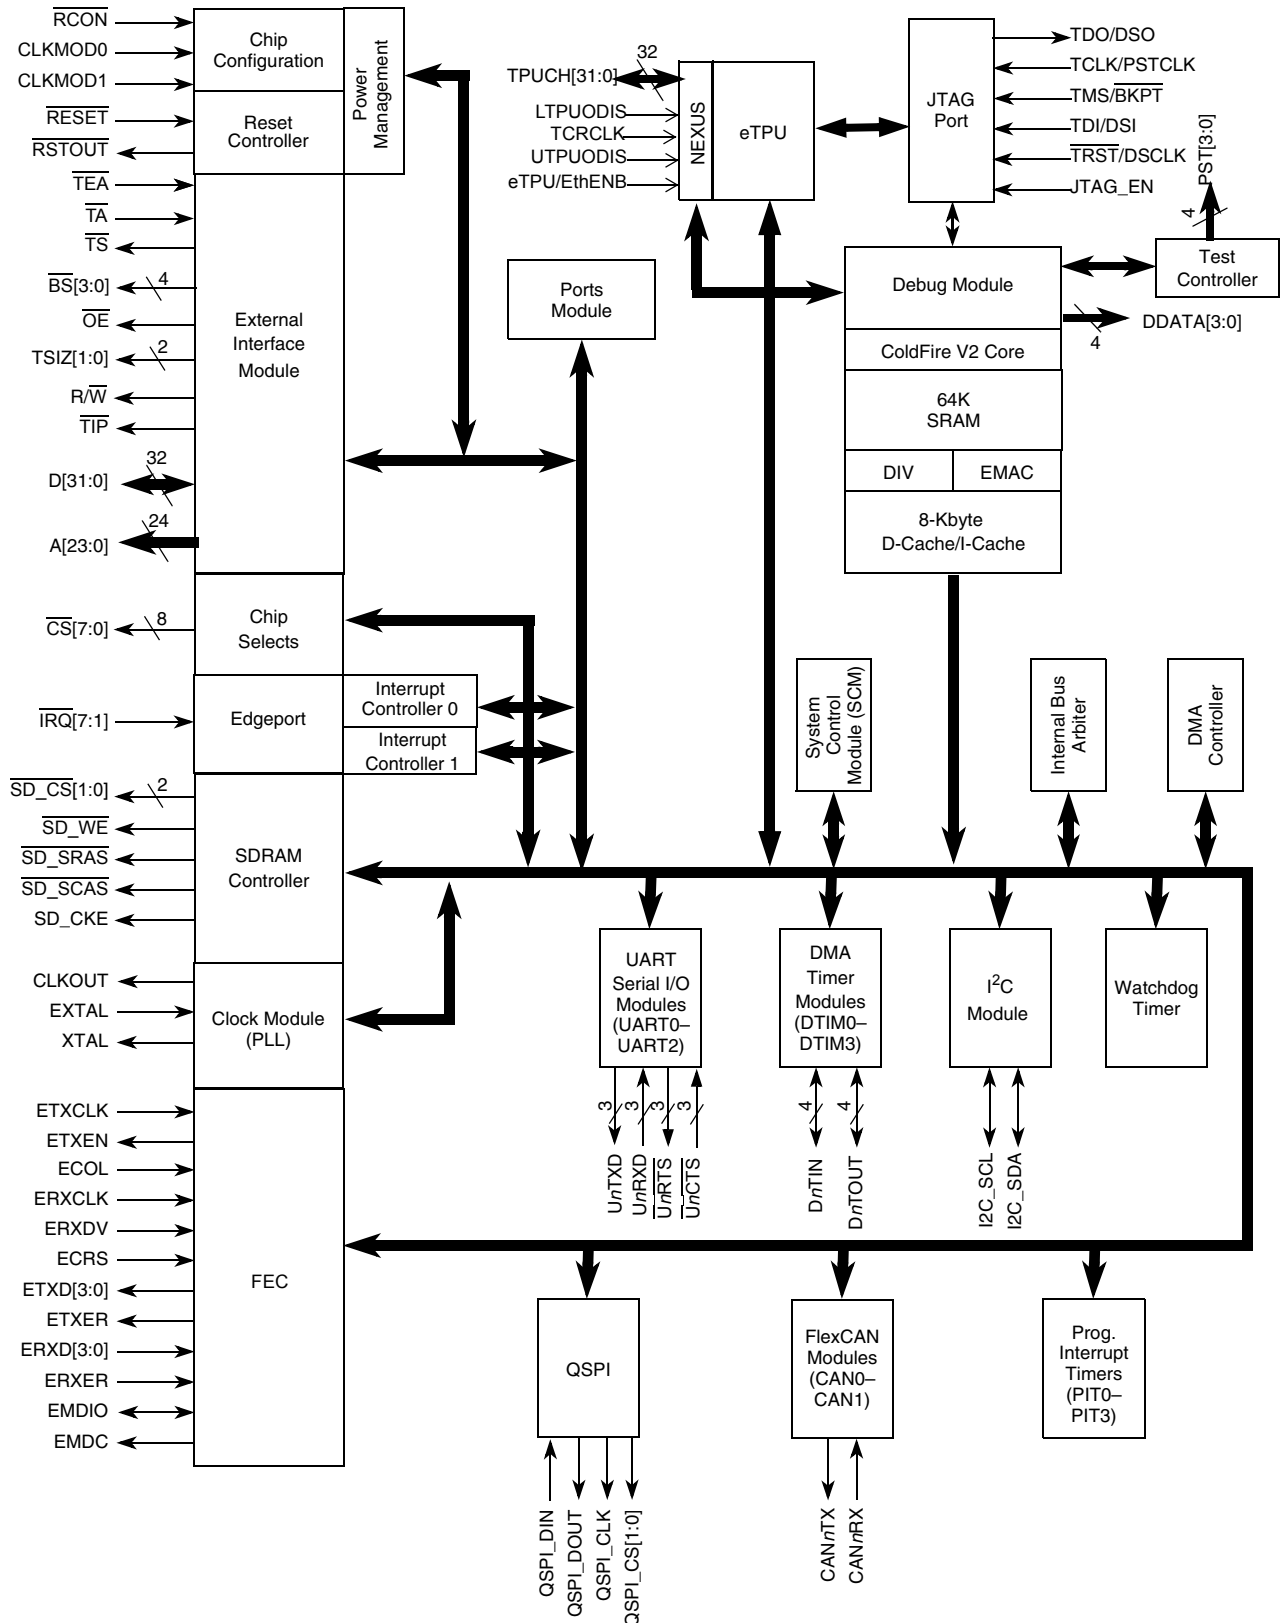 RCON
CLKMOD0
CLKMOD1
RESET
RSTOUT
TEA
TA
TS
BS[3:0]
4
OE
TSIZ[1:0]
2
R/W
TIP
D[31:0]
32
A[23:0]
24
CS[7:0]
8
IRQ[7:1]
SD_CS[1:0]
2
SD_WE
SD_SRAS
SD_SCAS
SD_CKE
CLKOUT
EXTAL
XTAL
ETXCLK
ETXEN
ECOL
ERXCLK
ERXDV
ECRS
ETXD[3:0]
ETXER
ERXD[3:0]
ERXER
EMDIO
EMDC
Chip
Configuration
Reset
Controller
Power
Management
External
Interface
Module
Chip
Selects
Edgeport
Interrupt
Controller 0
Interrupt
Controller 1
SDRAM
Controller
Clock Module
(PLL)
FEC
TPUCH[31:0]
32
LTPUODIS
TCRCLK
UTPUODIS
eTPU/EthENB
NEXUS
eTPU
JTAG
Port
TDO/DSO
TCLK/PSTCLK
TMS/BKPT
TDI/DSI
TRST/DSCLK
JTAG_EN
PST[3:0]
4
Test
Controller
Ports
Module
Debug Module
DDATA[3:0]
4
ColdFire V2 Core
64K
SRAM
DIV
EMAC
8-Kbyte
D-Cache/I-Cache
System
Control
Module (SCM)
Internal Bus
Arbiter
DMA
Controller
UART
Serial I/O
Modules
(UART0–
UART2)
DMA
Timer
Modules
(DTIM0–
DTIM3)
I2C
Module
Watchdog
Timer
3
3
3
3
UnTXD
UnRXD
UnRTS
UnCTS
4
4
DnTIN
DnTOUT
I2C_SCL
I2C_SDA
QSPI
FlexCAN
Modules
(CAN0–
CAN1)
Prog.
Interrupt
Timers
(PIT0–
PIT3)
QSPI_DIN
QSPI_DOUT
QSPI_CLK
QSPI_CS[1:0]
CANnTX
CANnRX